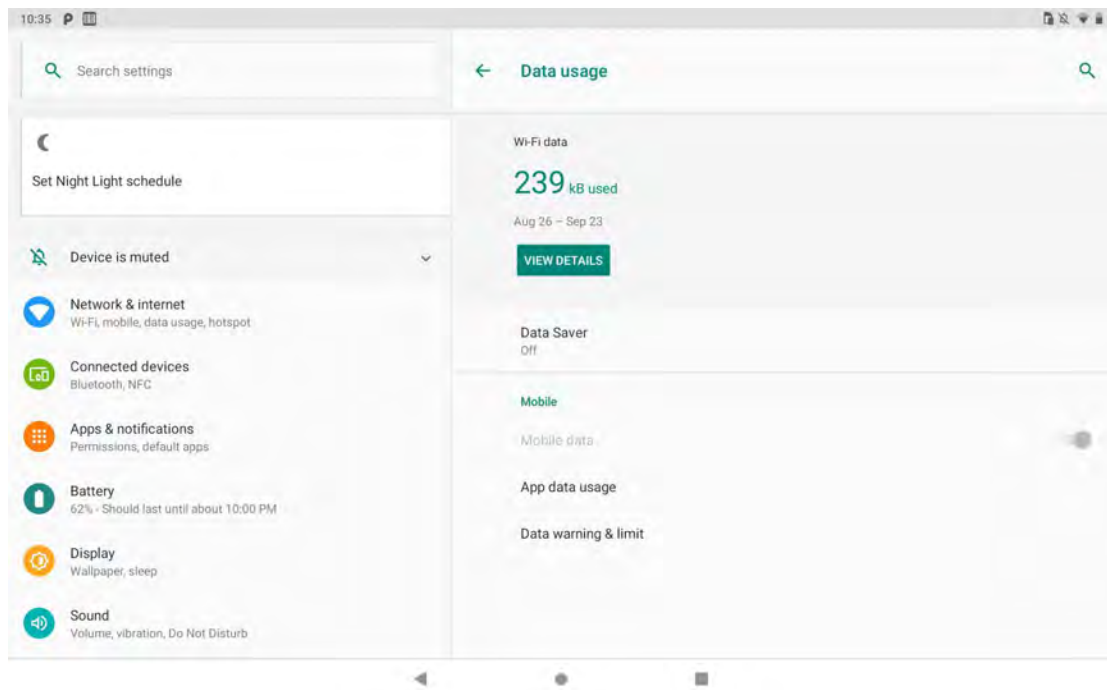 10:35
Search settings
Set Night Light schedule
Device is muted
Network & internet
Wi-Fi, mobile, data usage, hotspot
Connected devices
Bluetooth, NFC
Apps & notifications
Permissions, default apps
Battery
62% - Should last until about 10:00 PM
Display
Wallpaper, sleep
Sound
Volume, vibration, Do Not Disturb
Data usage
Wi-Fi data
239 kB used
Aug 26 – Sep 23
VIEW DETAILS
Data Saver
Off
Mobile
Mobile data
App data usage
Data warning & limit